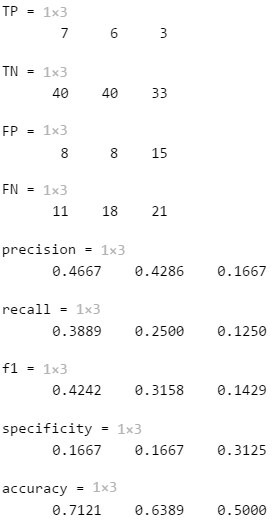 TP = 1×3
7 6 3
TN = 1×3
40 40 33
FP = 1×3
8 8 15
FN = 1×3
11 18 21
precision = 1×3
0.4667 0.4286 0.1667
recall = 1×3
0.3889 0.2500 0.1250
f1 = 1×3
0.4242 0.3158 0.1429
specificity = 1×3
0.1667 0.1667 0.3125
accuracy = 1×3
0.7121 0.6389 0.5000